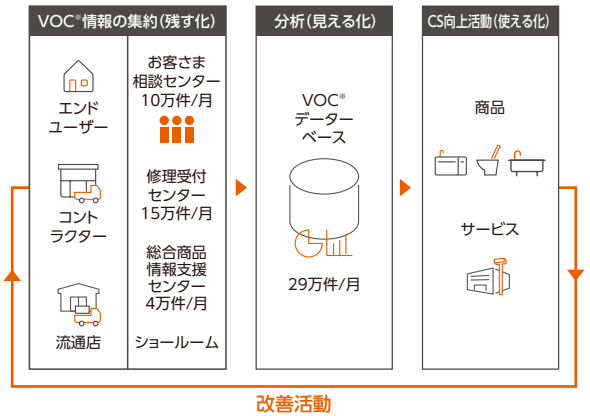 VOC※情報の集約(残す化)
エンド
ユーザー
コント
ラクター
流通店
お客さま
相談センター
10万件/月
修理受付
センター
15万件/月
総合商品
情報支援
センター
4万件/月
ショールーム
分析(見える化)
VOC※
データー
ベース
29万件/月
CS向上活動(使える化)
商品
サービス
改善活動